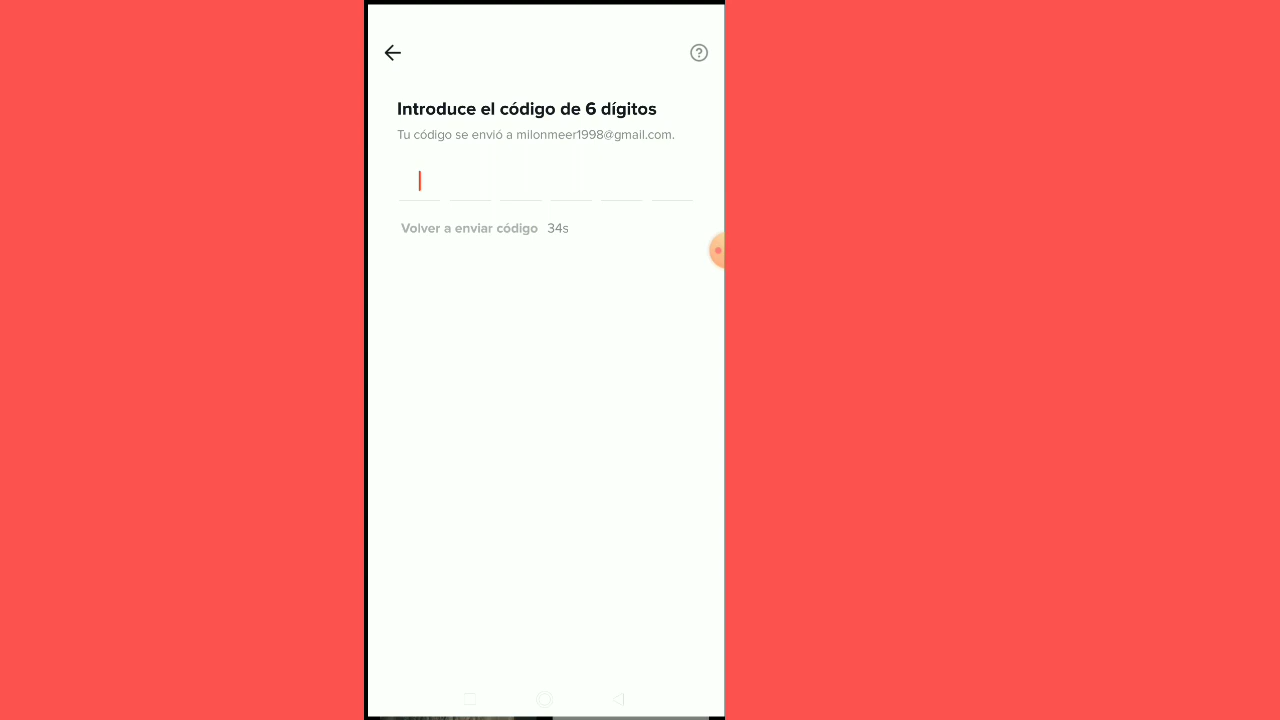 Introduce el código de 6 dígitos
Tu código se envió a milonmeer1998@gmail.com.
Volver a enviar código 34s